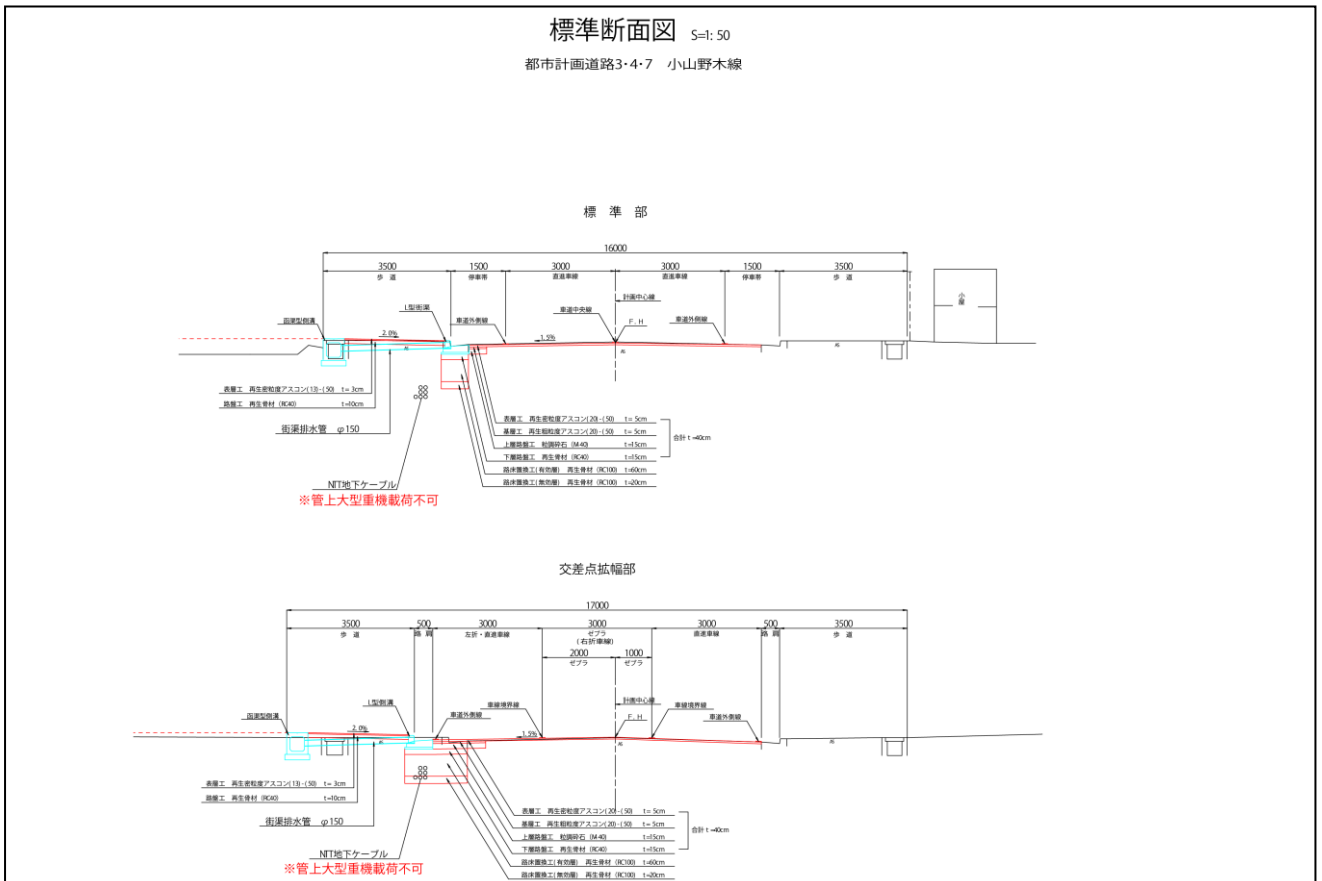 標準断面図 S=1:50
都市計画道路3・4・7 小山野木線
標 準 部
16000
3500 1500 3000 3000 1500 3500
歩 道 停車帯 直進車線 直進車線 停車帯 歩 道
計画中心線
小屋
L型街渠
車道中央線
函渠型側溝 車道外側線 F.H 車道外側線
2.0% 1.5%
表層工 再生密粒度アスコン(13)-(50) t=3cm
路盤工 再生骨材 (RC40) t=10cm
街渠排水管 φ150
表層工 再生密粒度アスコン(20)-(50) t=5cm
基層工 再生粗粒度アスコン(20)-(50) t=5cm
合計 t=40cm
上層路盤工 粒調砕石 (M-40) t=15cm
下層路盤工 再生骨材 (RC40) t=15cm
路床置換工(有効層) 再生骨材 (RC100) t=60cm
路床置換工(無効層) 再生骨材 (RC100) t=20cm
NTT地下ケーブル
※管上大型重機載荷不可
交差点拡幅部
17000
3500 500 3000 3000 3000 500 3500
歩 道 路 肩 左折・直進車線 ゼブラ 直進車線 路 肩 歩 道
(右折車線)
2000 1000
ゼブラ ゼブラ
L型側溝 車線境界線 計画中心線 車線境界線
函渠型側溝 車道外側線 F.H 車道外側線
2.0% 1.5%
表層工 再生密粒度アスコン(13)-(50) t=3cm
路盤工 再生骨材 (RC40) t=10cm
街渠排水管 φ150
表層工 再生密粒度アスコン(20)-(50) t=5cm
基層工 再生粗粒度アスコン(20)-(50) t=5cm
合計 t=40cm
上層路盤工 粒調砕石 (M-40) t=15cm
下層路盤工 再生骨材 (RC40) t=15cm
路床置換工(有効層) 再生骨材 (RC100) t=60cm
路床置換工(無効層) 再生骨材 (RC100) t=20cm
NTT地下ケーブル
※管上大型重機載荷不可